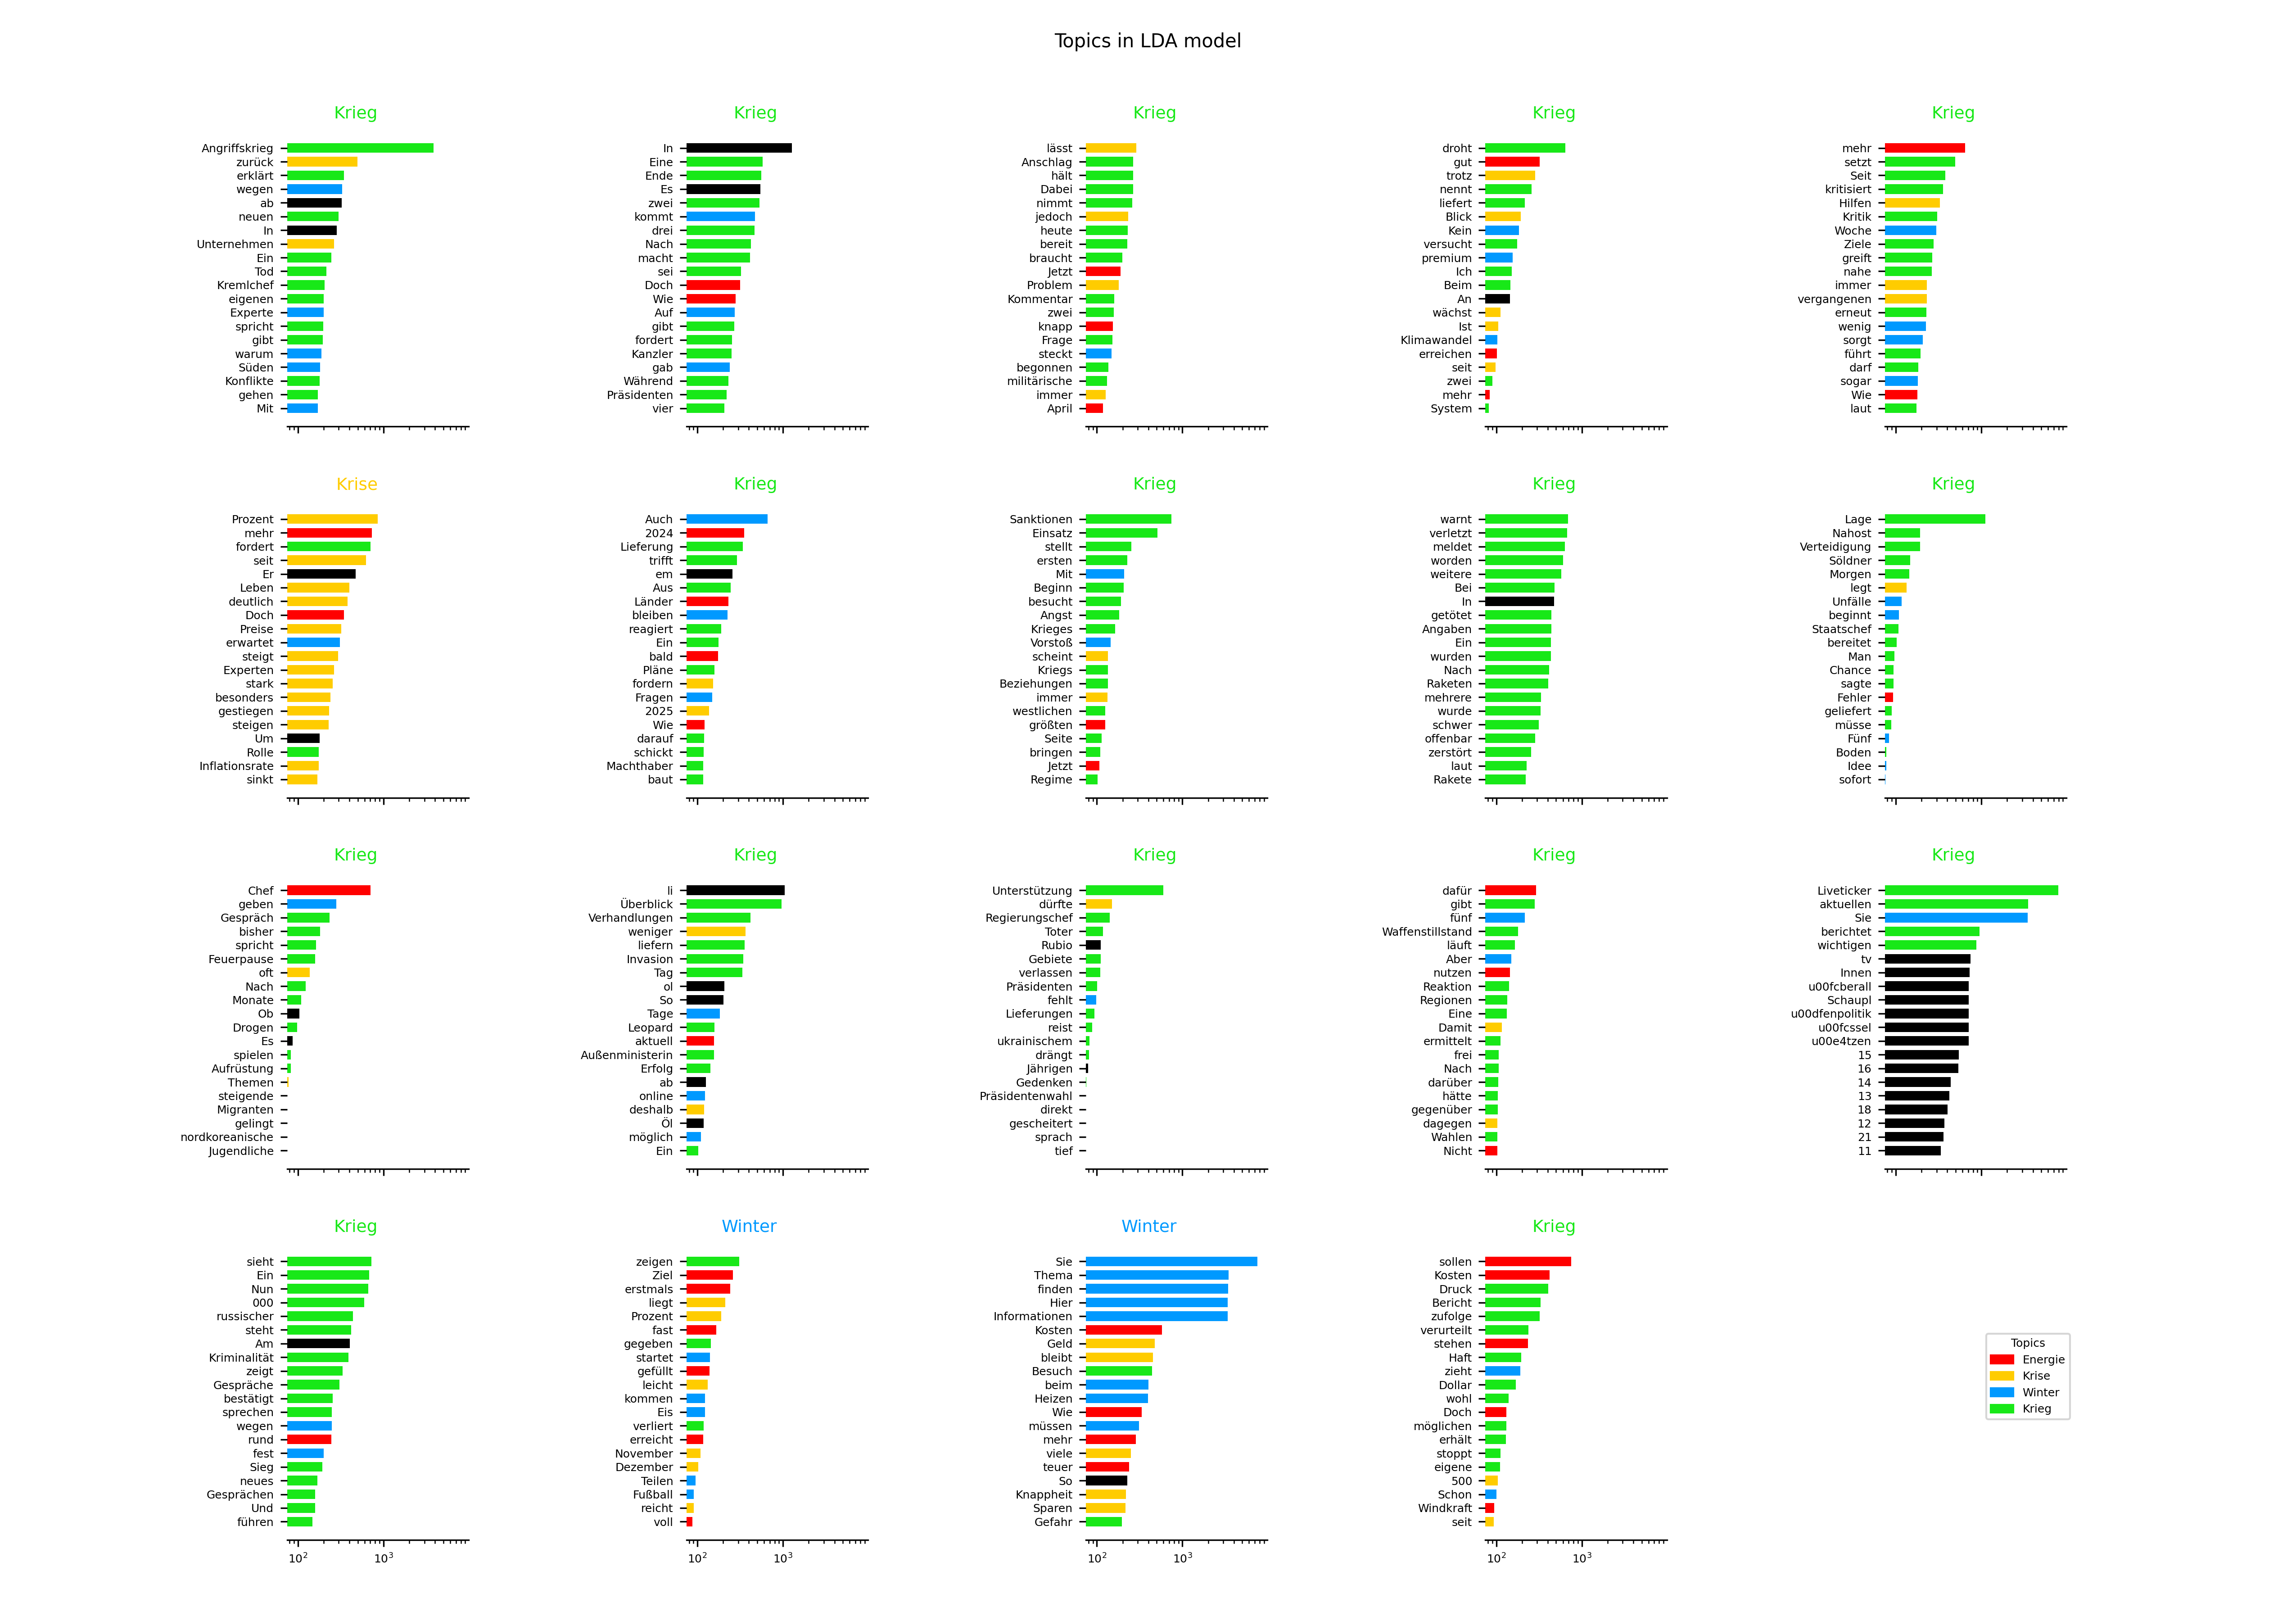 Topics in LDA model
Krieg
Angriffskrieg
zurück
erklärt
wegen
ab
neuen
In
Unternehmen
Ein
Tod
Kremlchef
eigenen
Experte
spricht
gibt
warum
Süden
Konflikte
gehen
Mit
Krieg
In
Eine
Ende
Es
zwei
kommt
drei
Nach
macht
sei
Doch
Wie
Auf
gibt
fordert
Kanzler
gab
Während
Präsidenten
vier
Krieg
lässt
Anschlag
hält
Dabei
nimmt
jedoch
heute
bereit
braucht
Jetzt
Problem
Kommentar
zwei
knapp
Frage
steckt
begonnen
militärische
immer
April
Krieg
droht
gut
trotz
nennt
liefert
Blick
Kein
versucht
premium
Ich
Beim
An
wächst
Ist
Klimawandel
erreichen
seit
zwei
mehr
System
Krieg
mehr
setzt
Seit
kritisiert
Hilfen
Kritik
Woche
Ziele
greift
nahe
immer
vergangenen
erneut
wenig
sorgt
führt
darf
sogar
Wie
laut
Krise
Prozent
mehr
fordert
seit
Er
Leben
deutlich
Doch
Preise
erwartet
steigt
Experten
stark
besonders
gestiegen
steigen
Um
Rolle
Inflationsrate
sinkt
Krieg
Auch
2024
Lieferung
trifft
em
Aus
Länder
bleiben
reagiert
Ein
bald
Pläne
fordern
Fragen
2025
Wie
darauf
schickt
Machthaber
baut
Krieg
Sanktionen
Einsatz
stellt
ersten
Mit
Beginn
besucht
Angst
Krieges
Vorstoß
scheint
Kriegs
Beziehungen
immer
westlichen
größten
Seite
bringen
Jetzt
Regime
Krieg
warnt
verletzt
meldet
worden
weitere
Bei
In
getötet
Angaben
Ein
wurden
Nach
Raketen
mehrere
wurde
schwer
offenbar
zerstört
laut
Rakete
Krieg
Lage
Nahost
Verteidigung
Söldner
Morgen
legt
Unfälle
beginnt
Staatschef
bereitet
Man
Chance
sagte
Fehler
geliefert
müsse
Fünf
Boden
Idee
sofort
Krieg
Chef
geben
Gespräch
bisher
spricht
Feuerpause
oft
Nach
Monate
Ob
Drogen
Es
spielen
Aufrüstung
Themen
steigende
Migranten
gelingt
nordkoreanische
Jugendliche
Krieg
li
Überblick
Verhandlungen
weniger
liefern
Invasion
Tag
ol
So
Tage
Leopard
aktuell
Außenministerin
Erfolg
ab
online
deshalb
Öl
möglich
Ein
Krieg
Unterstützung
dürfte
Regierungschef
Toter
Rubio
Gebiete
verlassen
Präsidenten
fehlt
Lieferungen
reist
ukrainischem
drängt
Jährigen
Gedenken
Präsidentenwahl
direkt
gescheitert
sprach
tief
Krieg
dafür
gibt
fünf
Waffenstillstand
läuft
Aber
nutzen
Reaktion
Regionen
Eine
Damit
ermittelt
frei
Nach
darüber
hätte
gegenüber
dagegen
Wahlen
Nicht
Krieg
Liveticker
aktuellen
Sie
berichtet
wichtigen
tv
Innen
u00fcberall
Schaupl
u00dfenpolitik
u00fcssel
u00e4tzen
15
16
14
13
18
12
21
11
Krieg
sieht
Ein
Nun
000
russischer
steht
Am
Kriminalität
zeigt
Gespräche
bestätigt
sprechen
wegen
rund
fest
Sieg
neues
Gesprächen
Und
führen
10² 10³
Winter
zeigen
Ziel
erstmals
liegt
Prozent
fast
gegeben
startet
gefüllt
leicht
kommen
Eis
verliert
erreicht
November
Dezember
Teilen
Fußball
reicht
voll
10² 10³
Winter
Sie
Thema
finden
Hier
Informationen
Kosten
Geld
bleibt
Besuch
beim
Heizen
Wie
müssen
mehr
viele
teuer
So
Knappheit
Sparen
Gefahr
10² 10³
Krieg
sollen
Kosten
Druck
Bericht
zufolge
verurteilt
stehen
Haft
zieht
Dollar
wohl
Doch
möglichen
erhält
stoppt
eigene
500
Schon
Windkraft
seit
10² 10³
Topics
Energie
Krise
Winter
Krieg